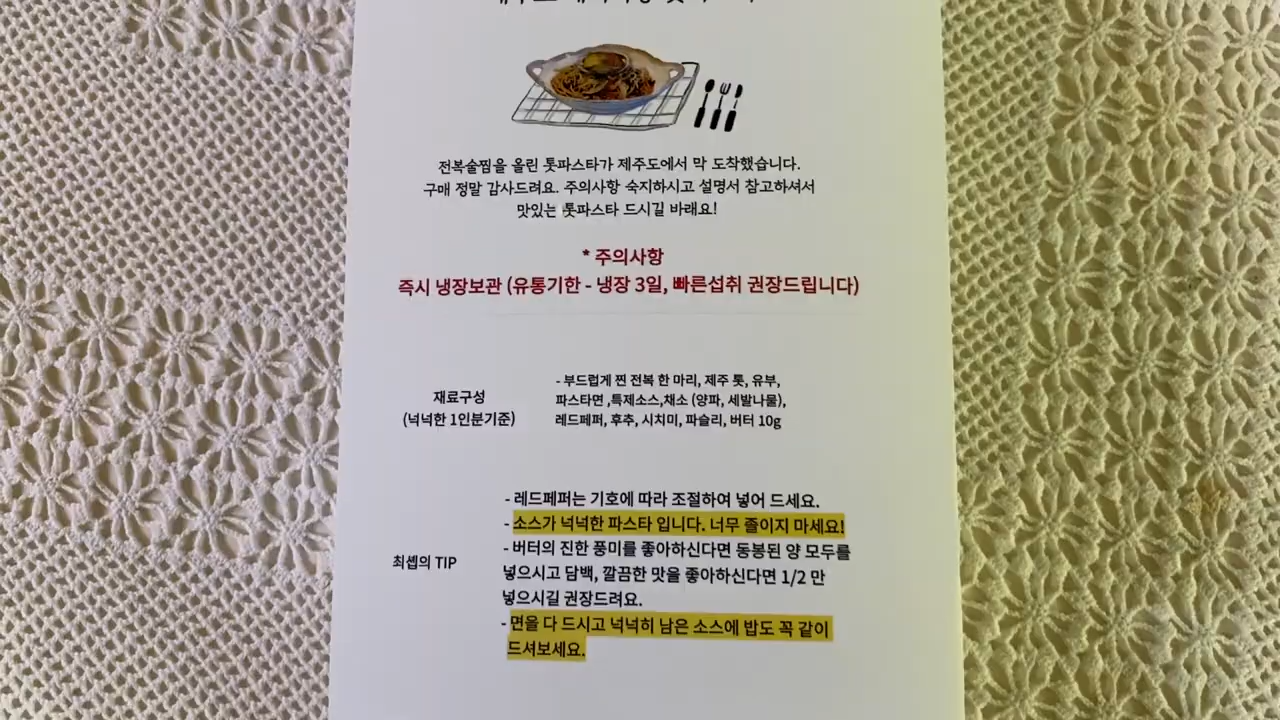 전복술찜을 올린 톳파스타가 제주도에서 막 도착했습니다.
구매 정말 감사드려요. 주의사항 숙지하시고 설명서 참고하셔서
맛있는 톳파스타 드시길 바래요!
* 주의사항
즉시 냉장보관 (유통기한 - 냉장 3일, 빠른섭취 권장드립니다)
재료구성
(넉넉한 1인분기준)
- 부드럽게 찐 전복 한 마리, 제주 톳, 유부,
파스타면 ,특제소스,채소 (양파, 세발나물),
레드페퍼, 후추, 시치미, 파슬리, 버터 10g
최셉의 TIP
- 레드페퍼는 기호에 따라 조절하여 넣어 드세요.
- 소스가 넉넉한 파스타 입니다. 너무 졸이지 마세요!
- 버터의 진한 풍미를 좋아하신다면 동봉된 양 모두를
넣으시고 담백, 깔끔한 맛을 좋아하신다면 1/2 만
넣으시길 권장드려요.
- 면을 다 드시고 넉넉히 남은 소스에 밥도 꼭 같이
드셔보세요.